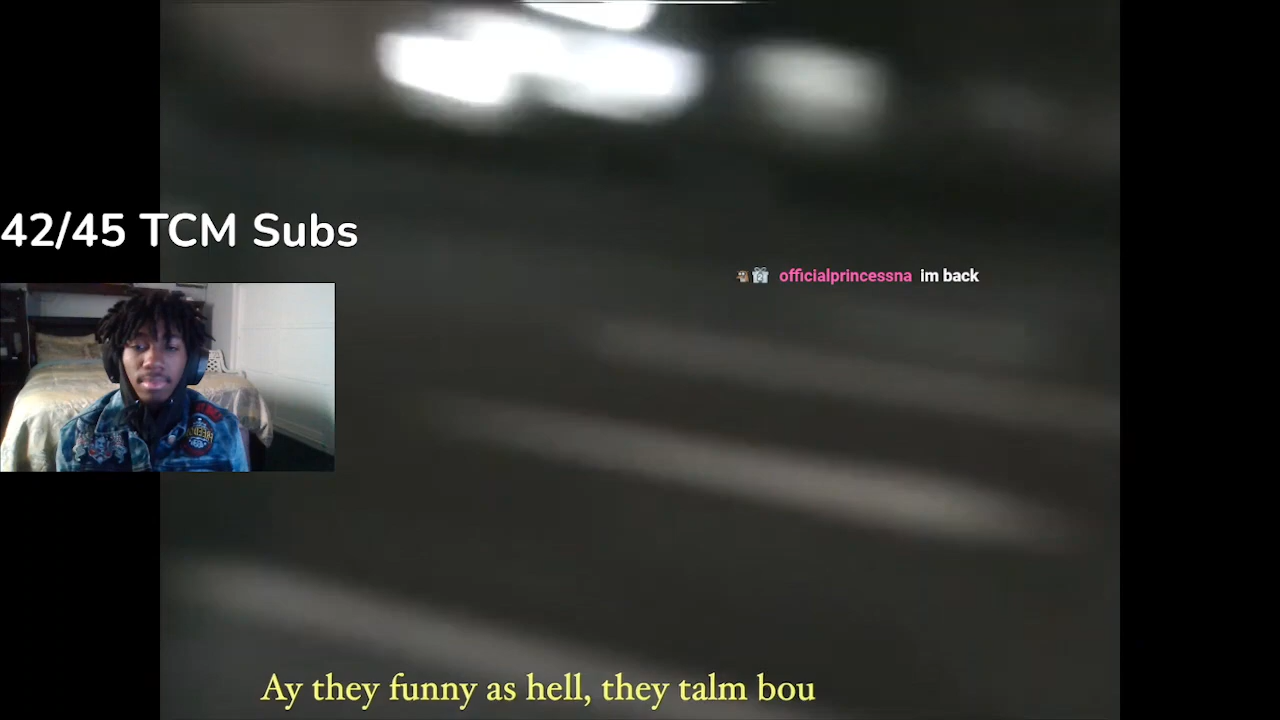 42/45 TCM Subs
officialprincessna im back
Ay they funny as hell, they talm bou